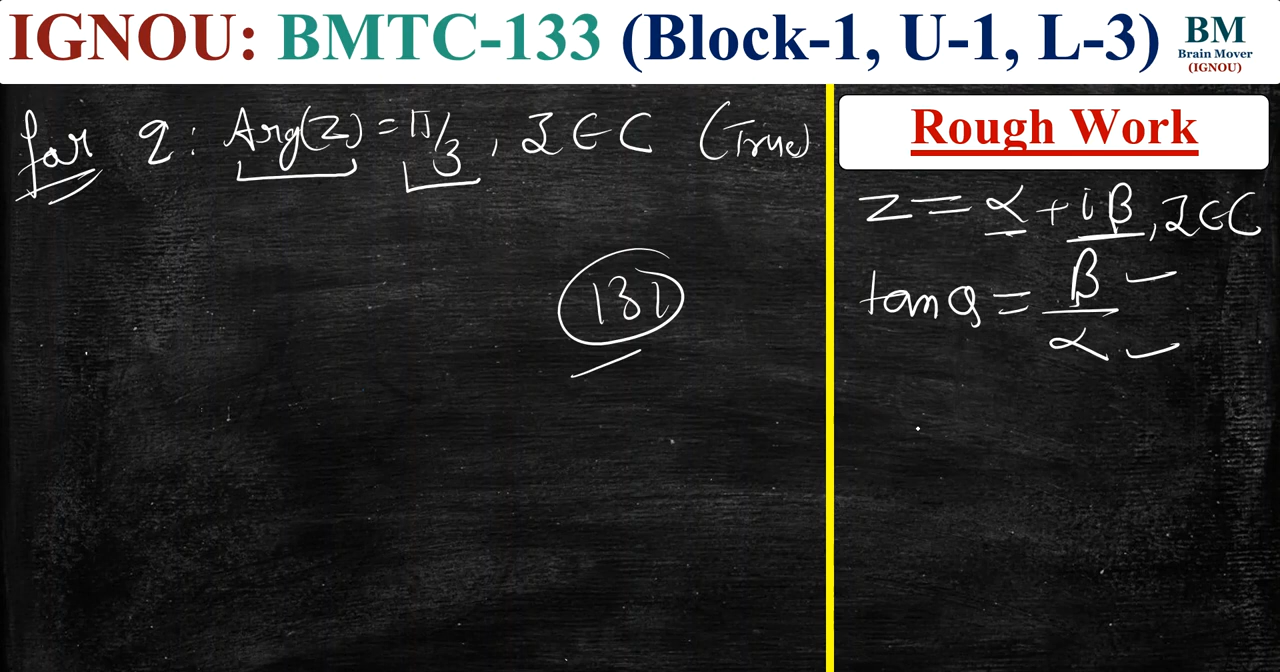 IGNOU: BMTC-133 (Block-1, U-1, L-3)
BM
Brain Mover
(IGNOU)
for q: Arg(z) = π/3, z ∈ C (True)
Rough Work
z = α + iβ, z ∈ C
tan θ = β/α